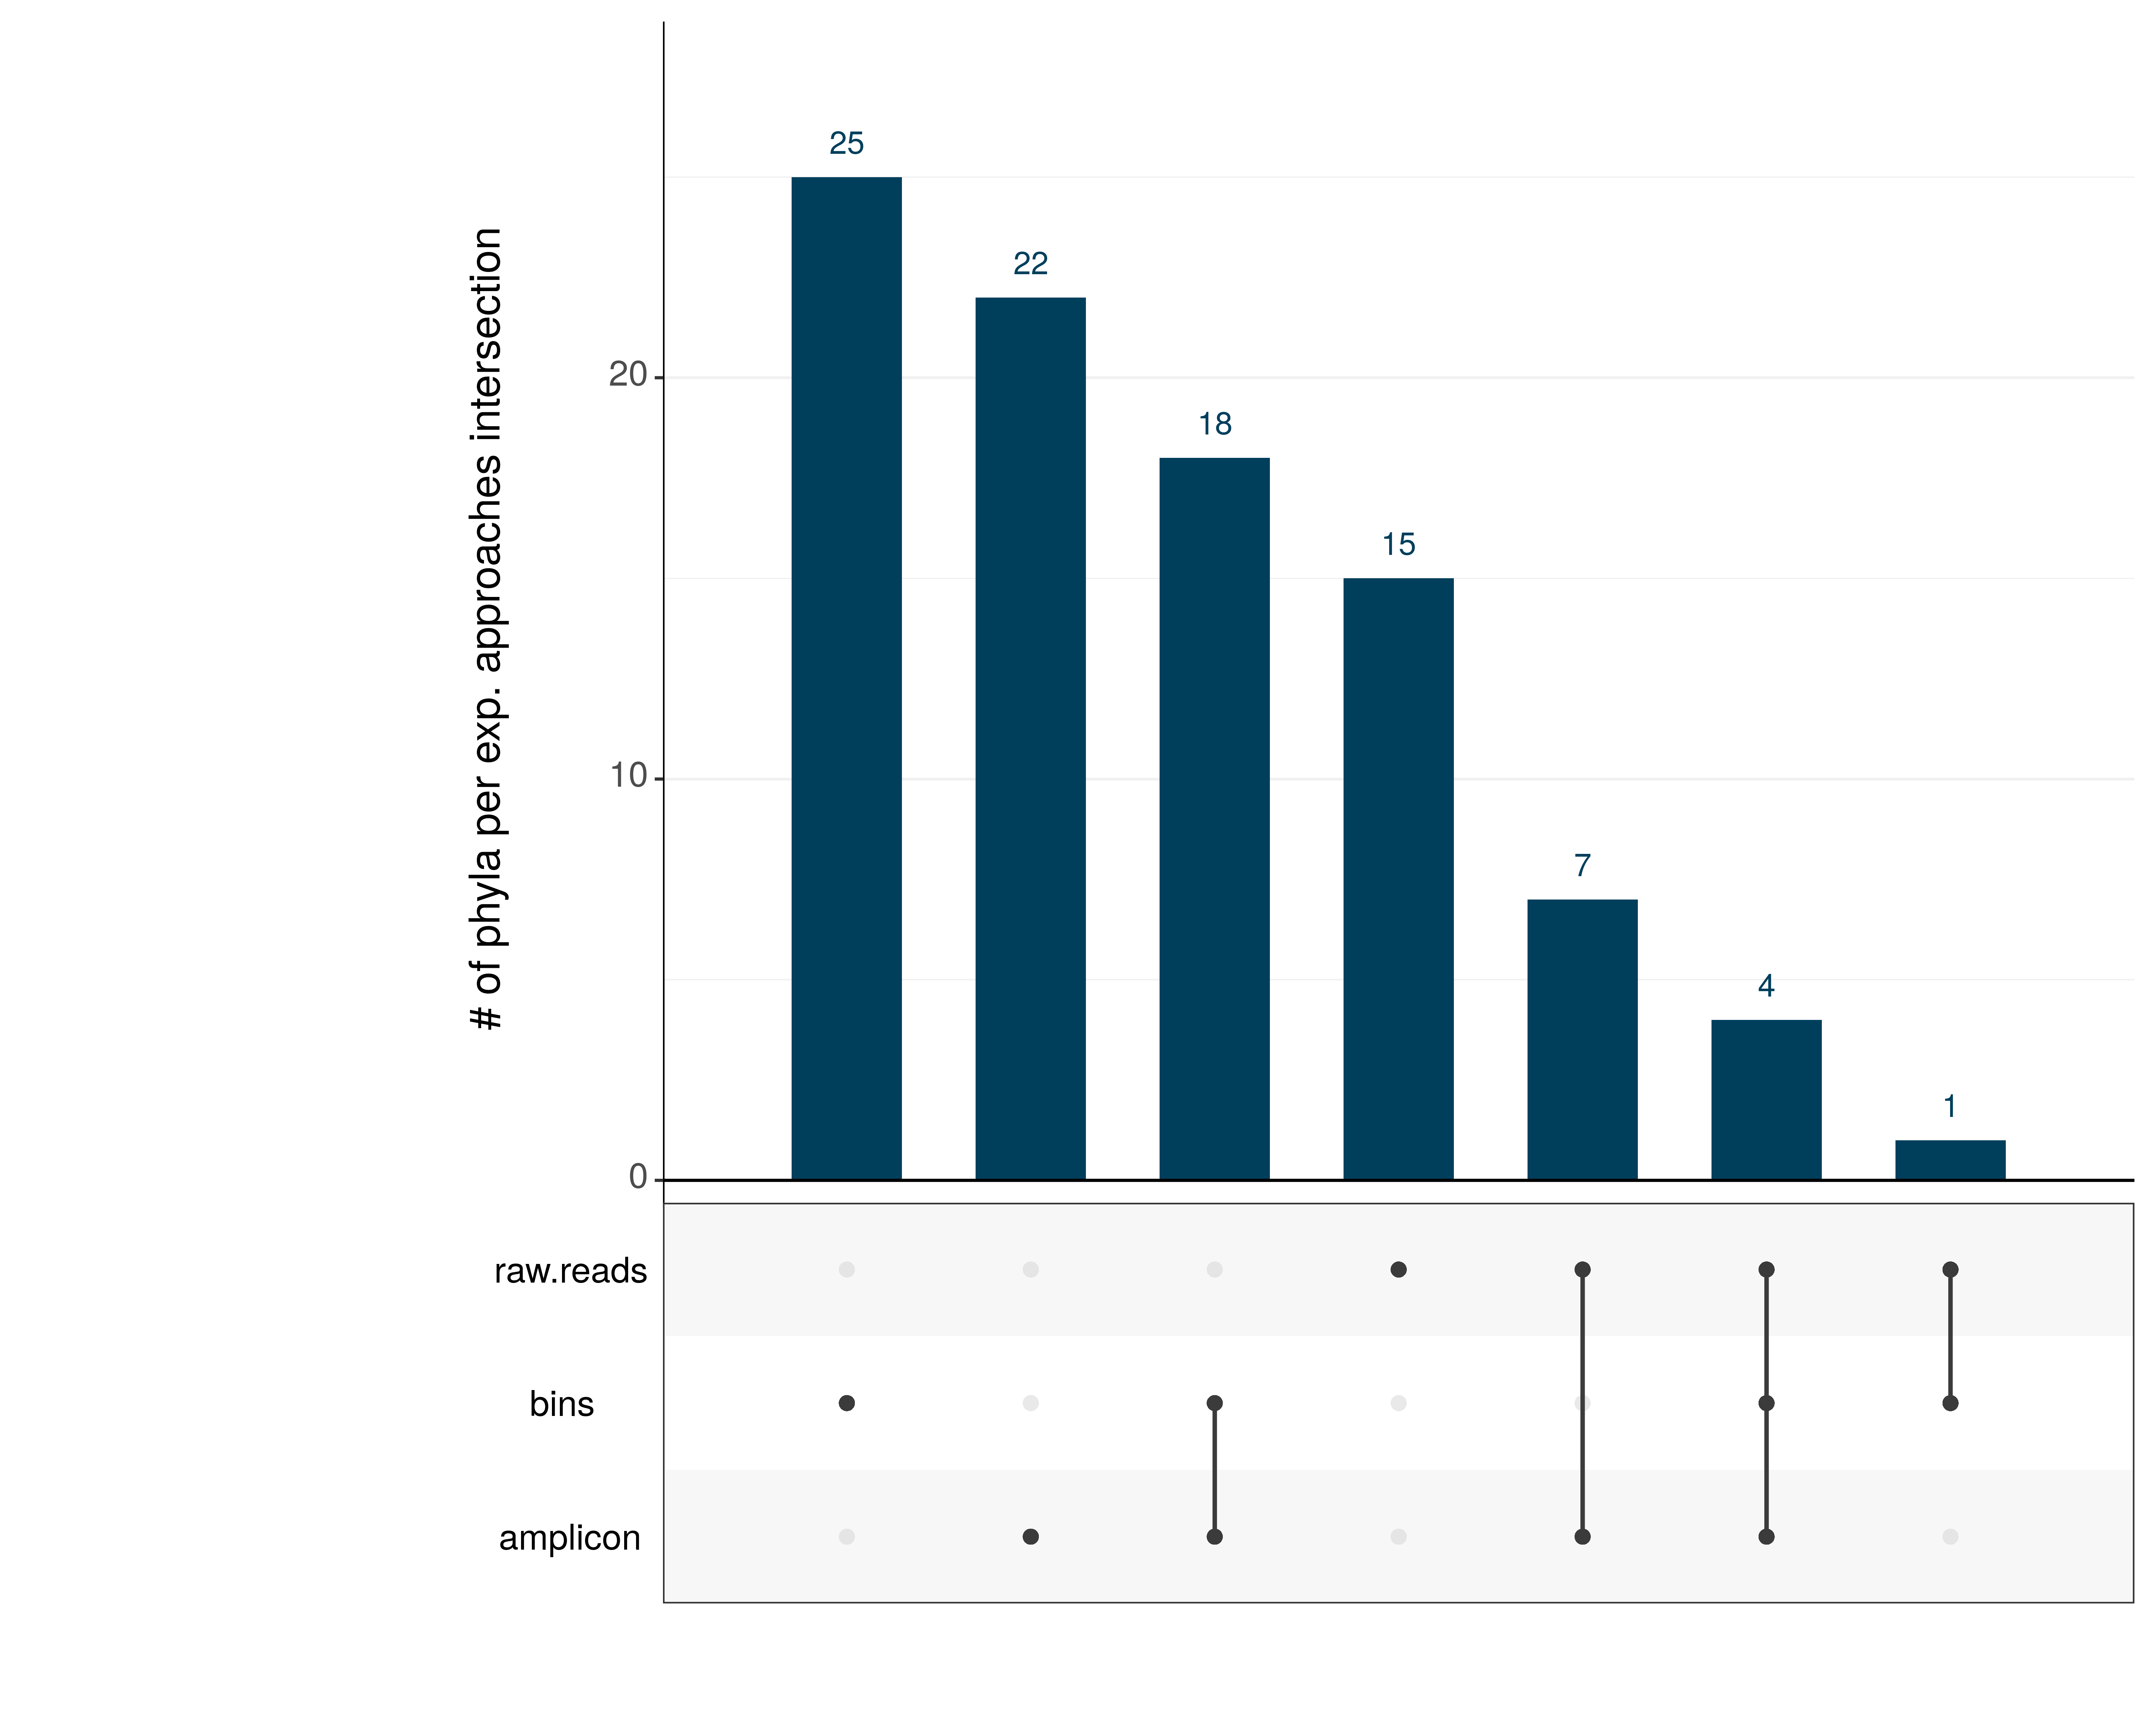 # of phyla per exp. approaches intersection
20
10
0
25
22
18
15
7
4
1
raw.reads
bins
amplicon